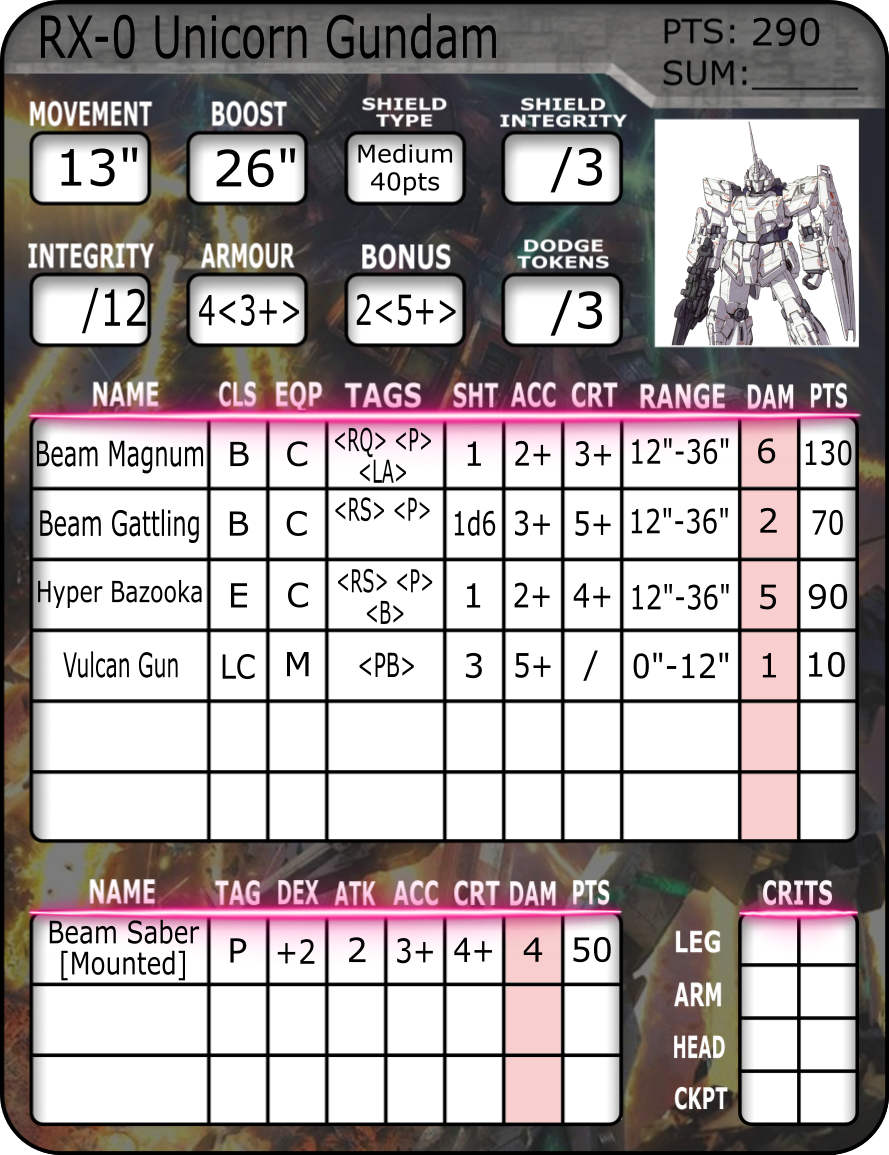 RX-0 Unicorn Gundam
PTS: 290
SUM:______
MOVEMENT BOOST SHIELD TYPE SHIELD INTEGRITY
13" 26" Medium 40pts /3
INTEGRITY ARMOUR BONUS DODGE TOKENS
/12 4<3+> 2<5+> /3
NAME CLS EQP TAGS SHT ACC CRT RANGE DAM PTS
Beam Magnum B C <RQ> <P> <LA> 1 2+ 3+ 12"-36" 6 130
Beam Gattling B C <RS> <P> 1d6 3+ 5+ 12"-36" 2 70
Hyper Bazooka E C <RS> <P> <B> 1 2+ 4+ 12"-36" 5 90
Vulcan Gun LC M <PB> 3 5+ / 0"-12" 1 10
NAME TAG DEX ATK ACC CRT DAM PTS
Beam Saber [Mounted] P +2 2 3+ 4+ 4 50
CRITS
LEG
ARM
HEAD
CKPT